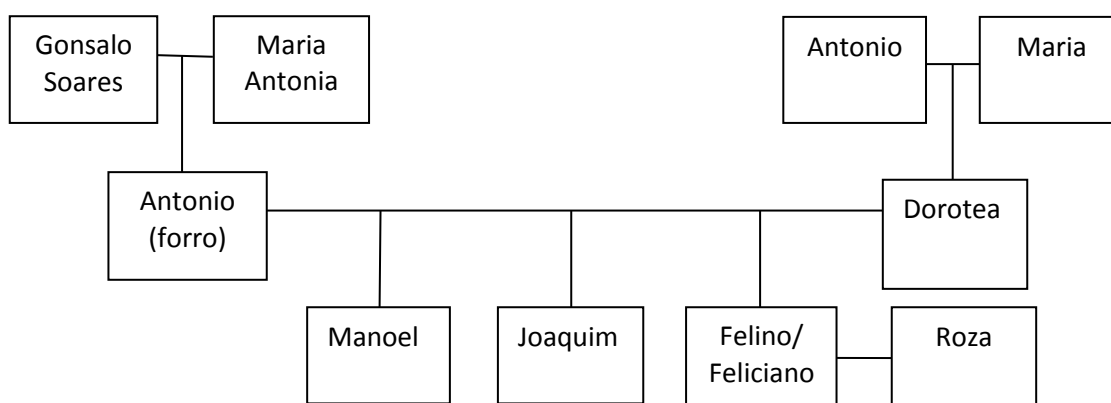 Gonsalo
Soares
Maria
Antonia
Antonio
Maria
Antonio
(forro)
Dorotea
Manoel
Joaquim
Felino/
Feliciano
Roza